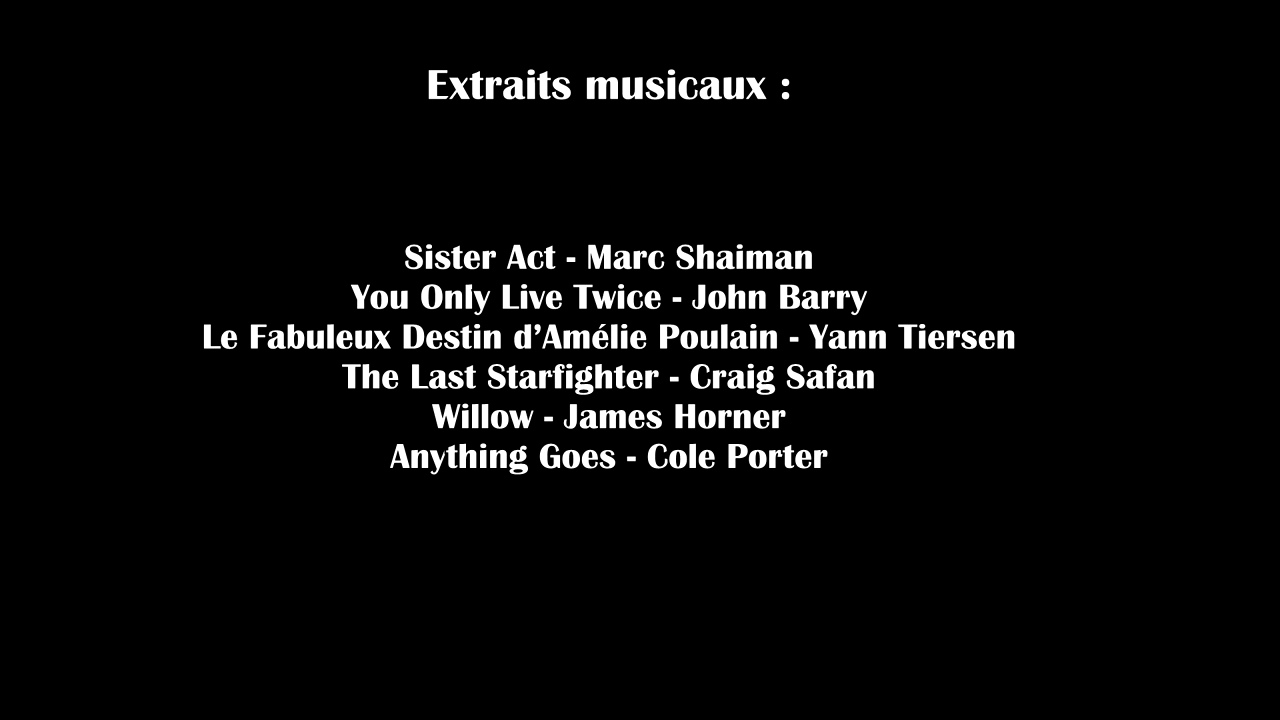 Extraits musicaux :
Sister Act - Marc Shaiman
You Only Live Twice - John Barry
Le Fabuleux Destin d’Amélie Poulain - Yann Tiersen
The Last Starfighter - Craig Safan
Willow - James Horner
Anything Goes - Cole Porter